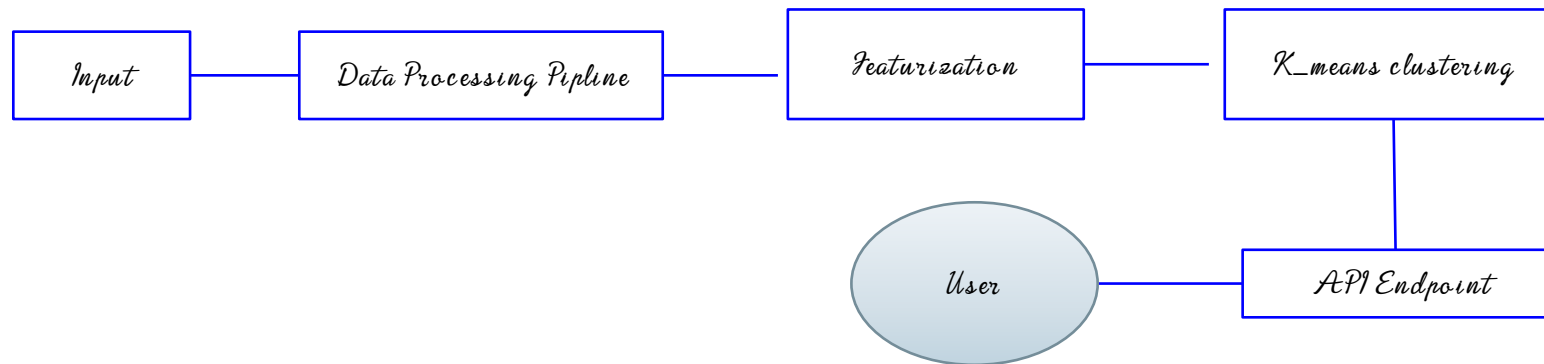 Input
Data Processing Pipline
Featurization
K_means clustering
User
API Endpoint